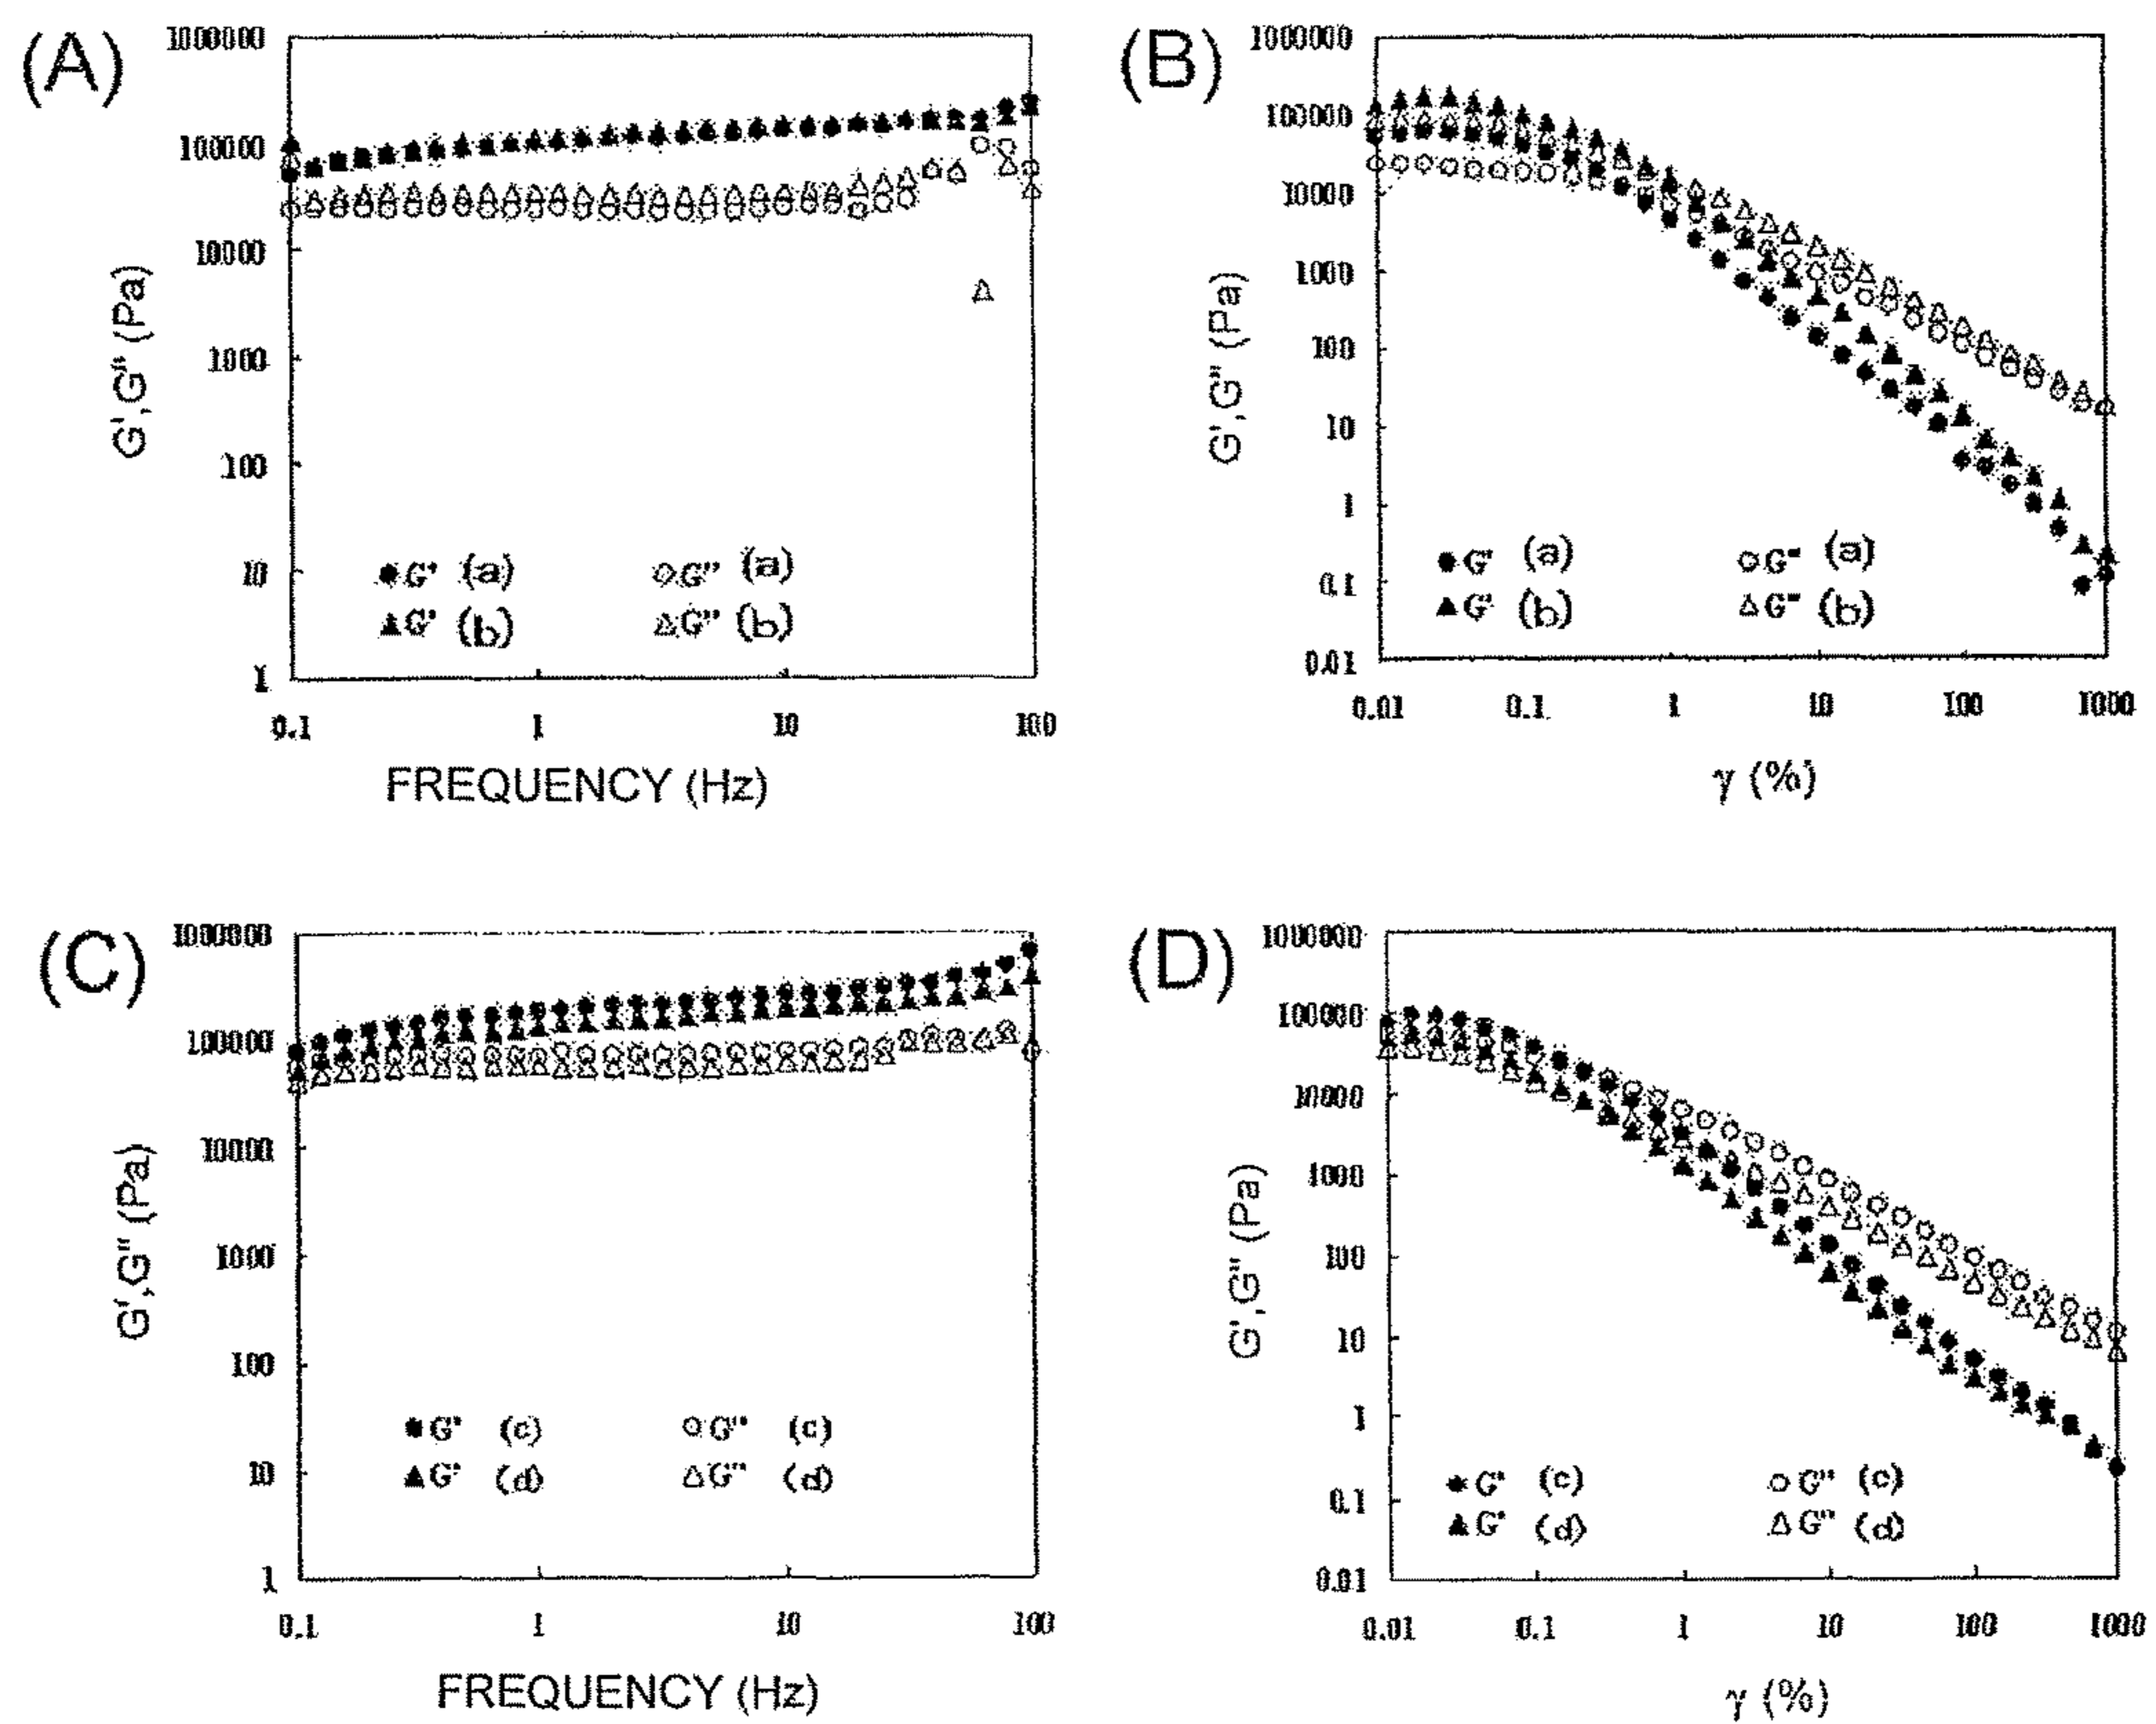 (A)
1000000
100000
10000
1000
100
10
1
G',G" (Pa)
G' (a)
G" (a)
G' (b)
G" (b)
0.1
1
10
100
FREQUENCY (Hz)
(B)
1000000
100000
10000
1000
100
10
1
0.1
0.01
G',G" (Pa)
G' (a)
G" (a)
G' (b)
G" (b)
0.01
0.1
1
10
100
1000
γ (%)
(C)
1000000
100000
10000
1000
100
10
1
G',G" (Pa)
G' (c)
G" (c)
G' (d)
G" (d)
0.1
1
10
100
FREQUENCY (Hz)
(D)
1000000
100000
10000
1000
100
10
1
0.1
0.01
G',G" (Pa)
G' (c)
G" (c)
G' (d)
G" (d)
0.01
0.1
1
10
100
1000
γ (%)